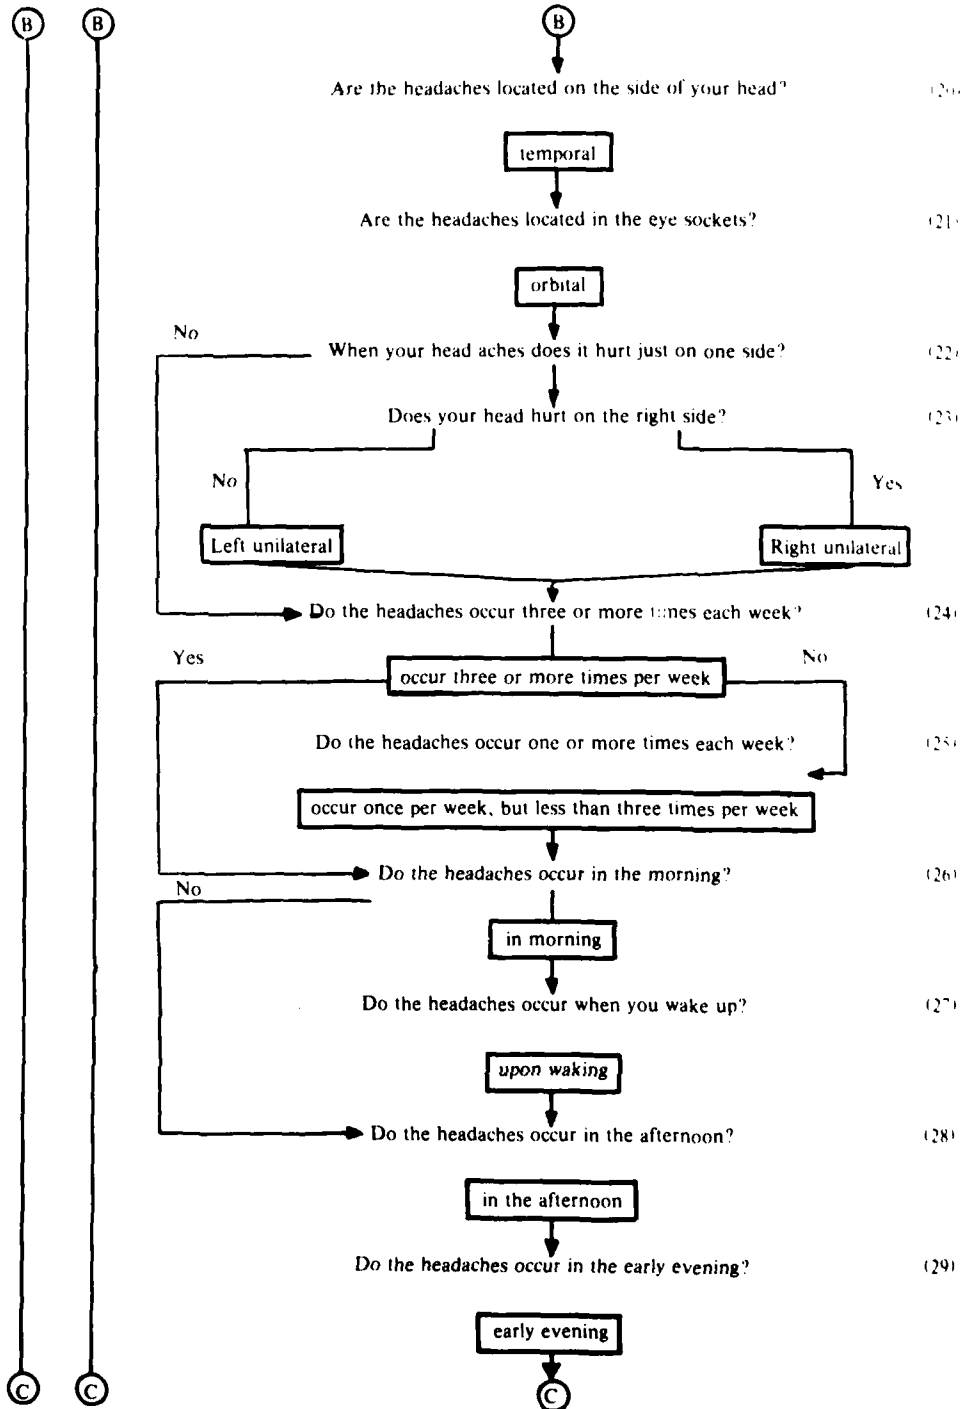 B B B
Are the headaches located on the side of your head?
temporal
Are the headaches located in the eye sockets? (21)
orbital
No
When your head aches does it hurt just on one side? (22)
Does your head hurt on the right side? (23)
No Yes
Left unilateral Right unilateral
Do the headaches occur three or more times each week? (24)
Yes No
occur three or more times per week
Do the headaches occur one or more times each week? (25)
occur once per week, but less than three times per week
Do the headaches occur in the morning? (26)
No
in morning
Do the headaches occur when you wake up? (27)
upon waking
Do the headaches occur in the afternoon? (28)
in the afternoon
Do the headaches occur in the early evening? (29)
early evening
C C C